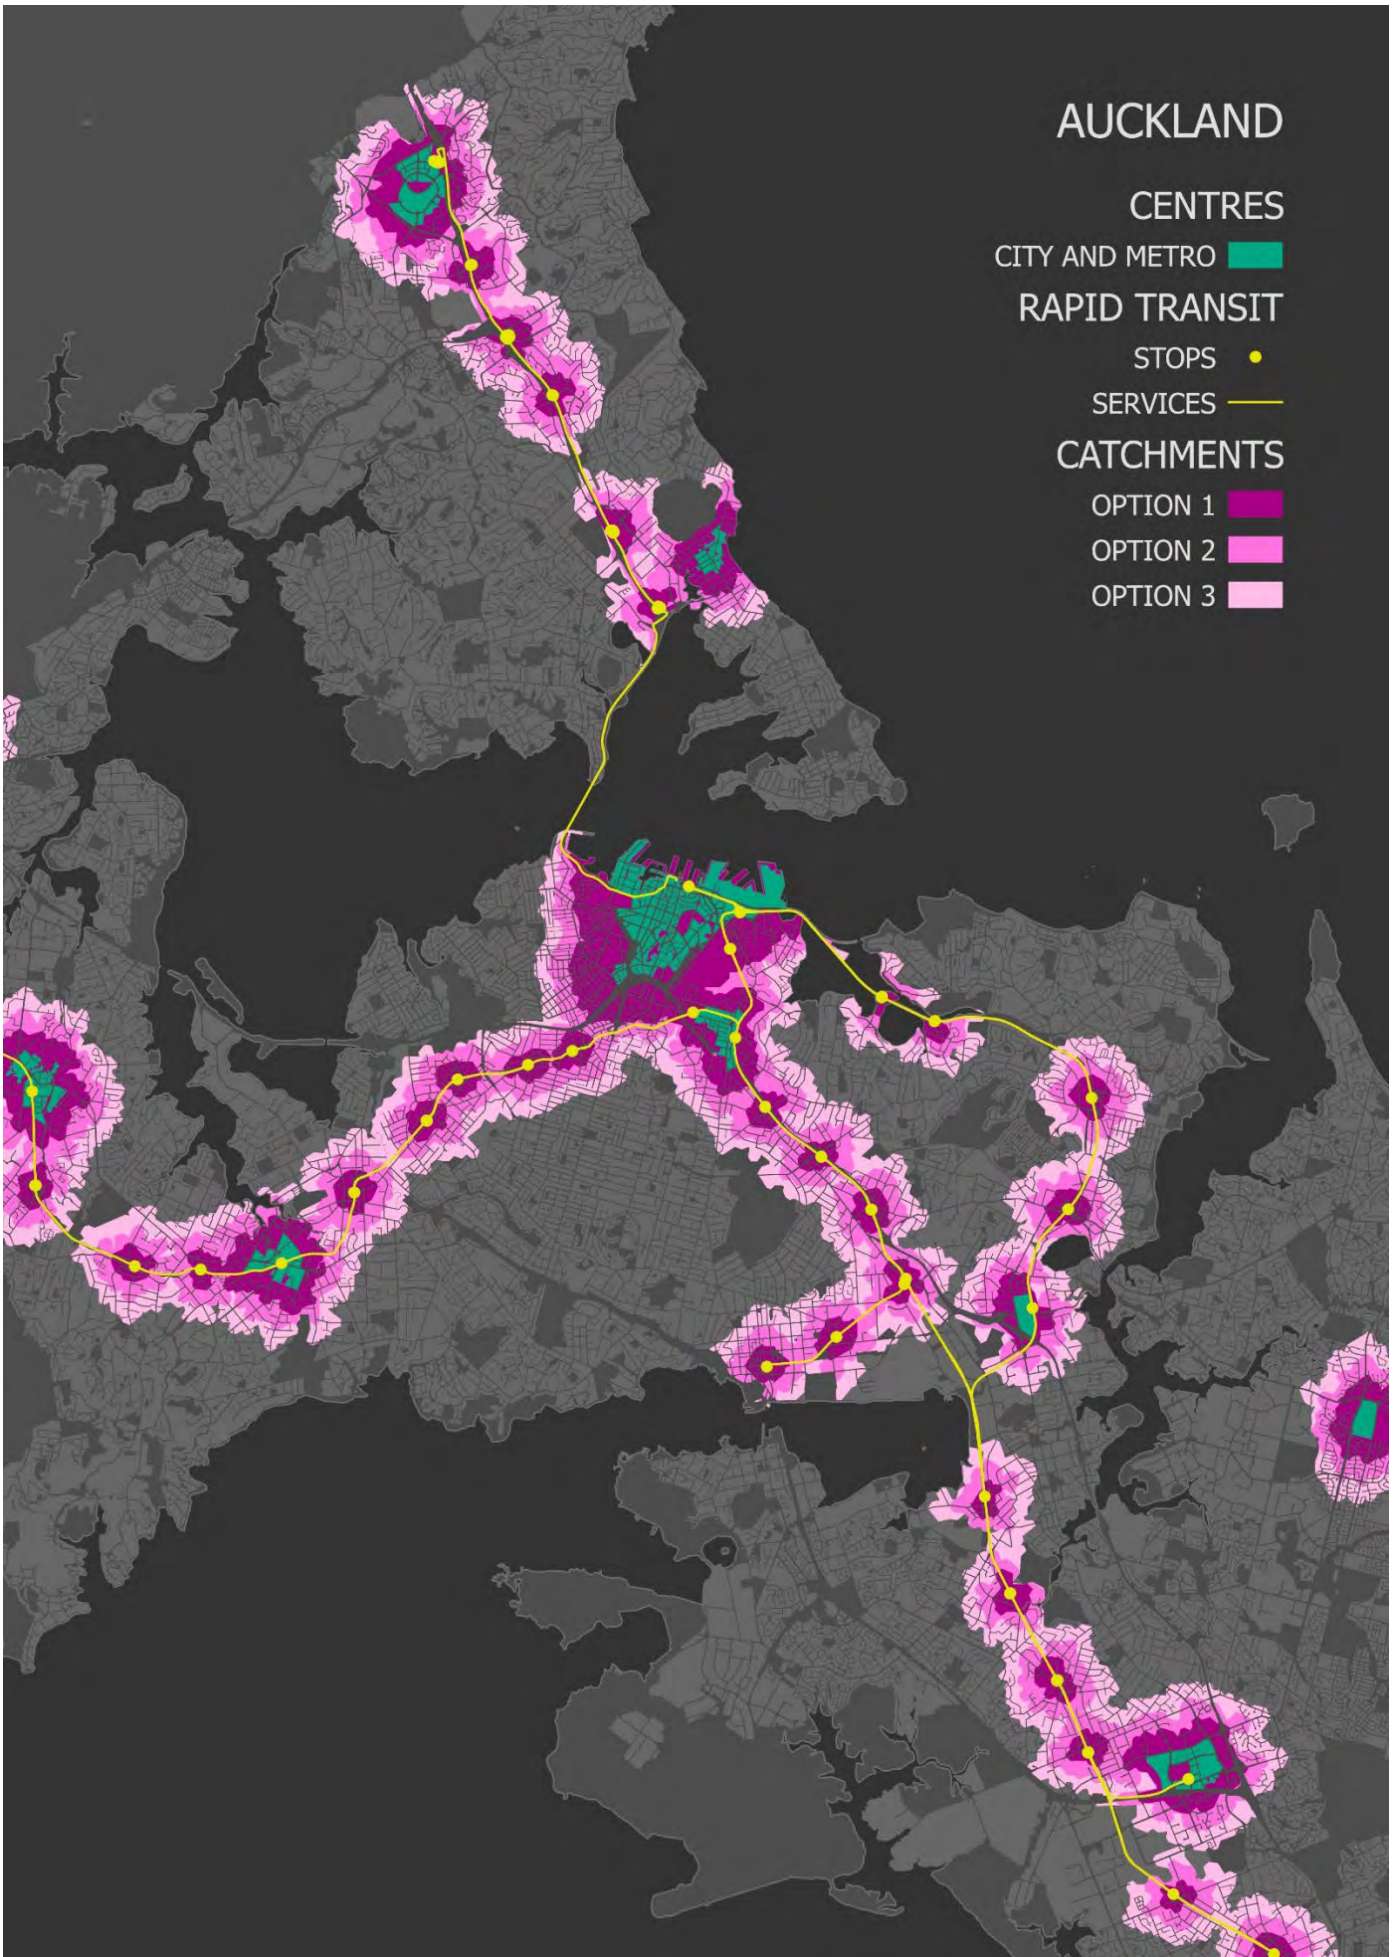 AUCKLAND
CENTRES
CITY AND METRO
RAPID TRANSIT
STOPS
SERVICES
CATCHMENTS
OPTION 1
OPTION 2
OPTION 3